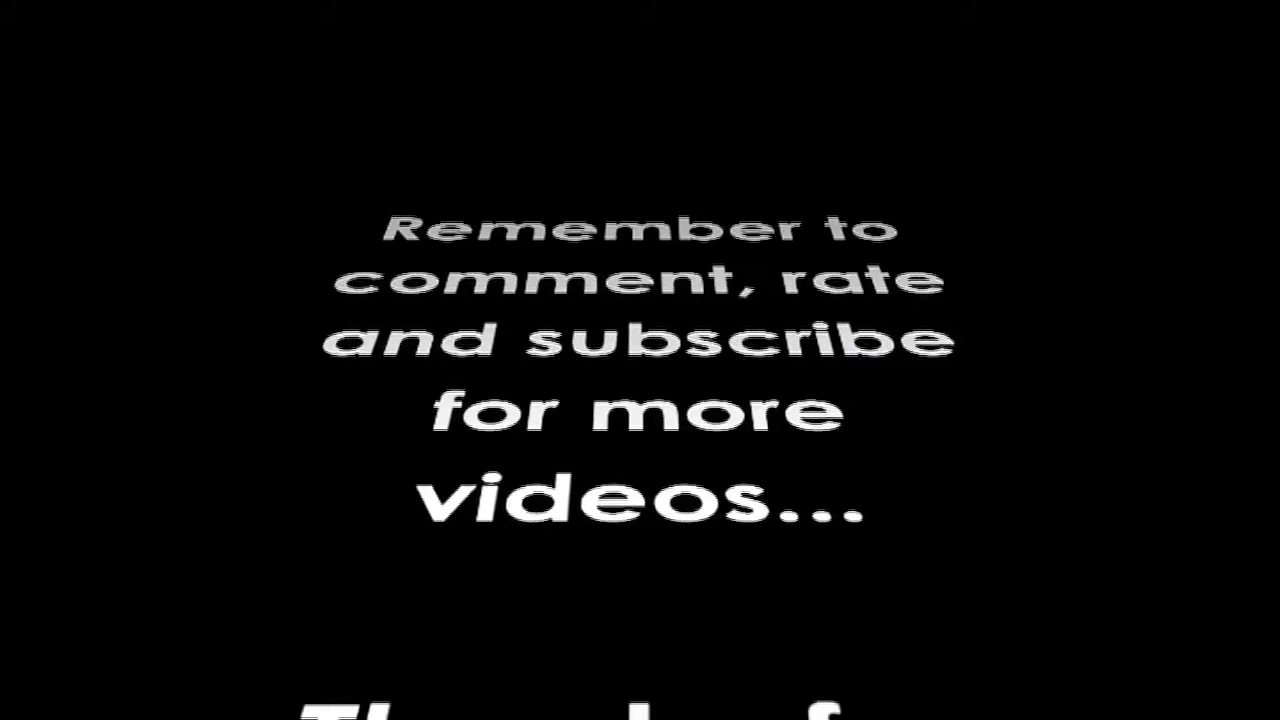 Remember to
comment, rate
and subscribe
for more
videos...